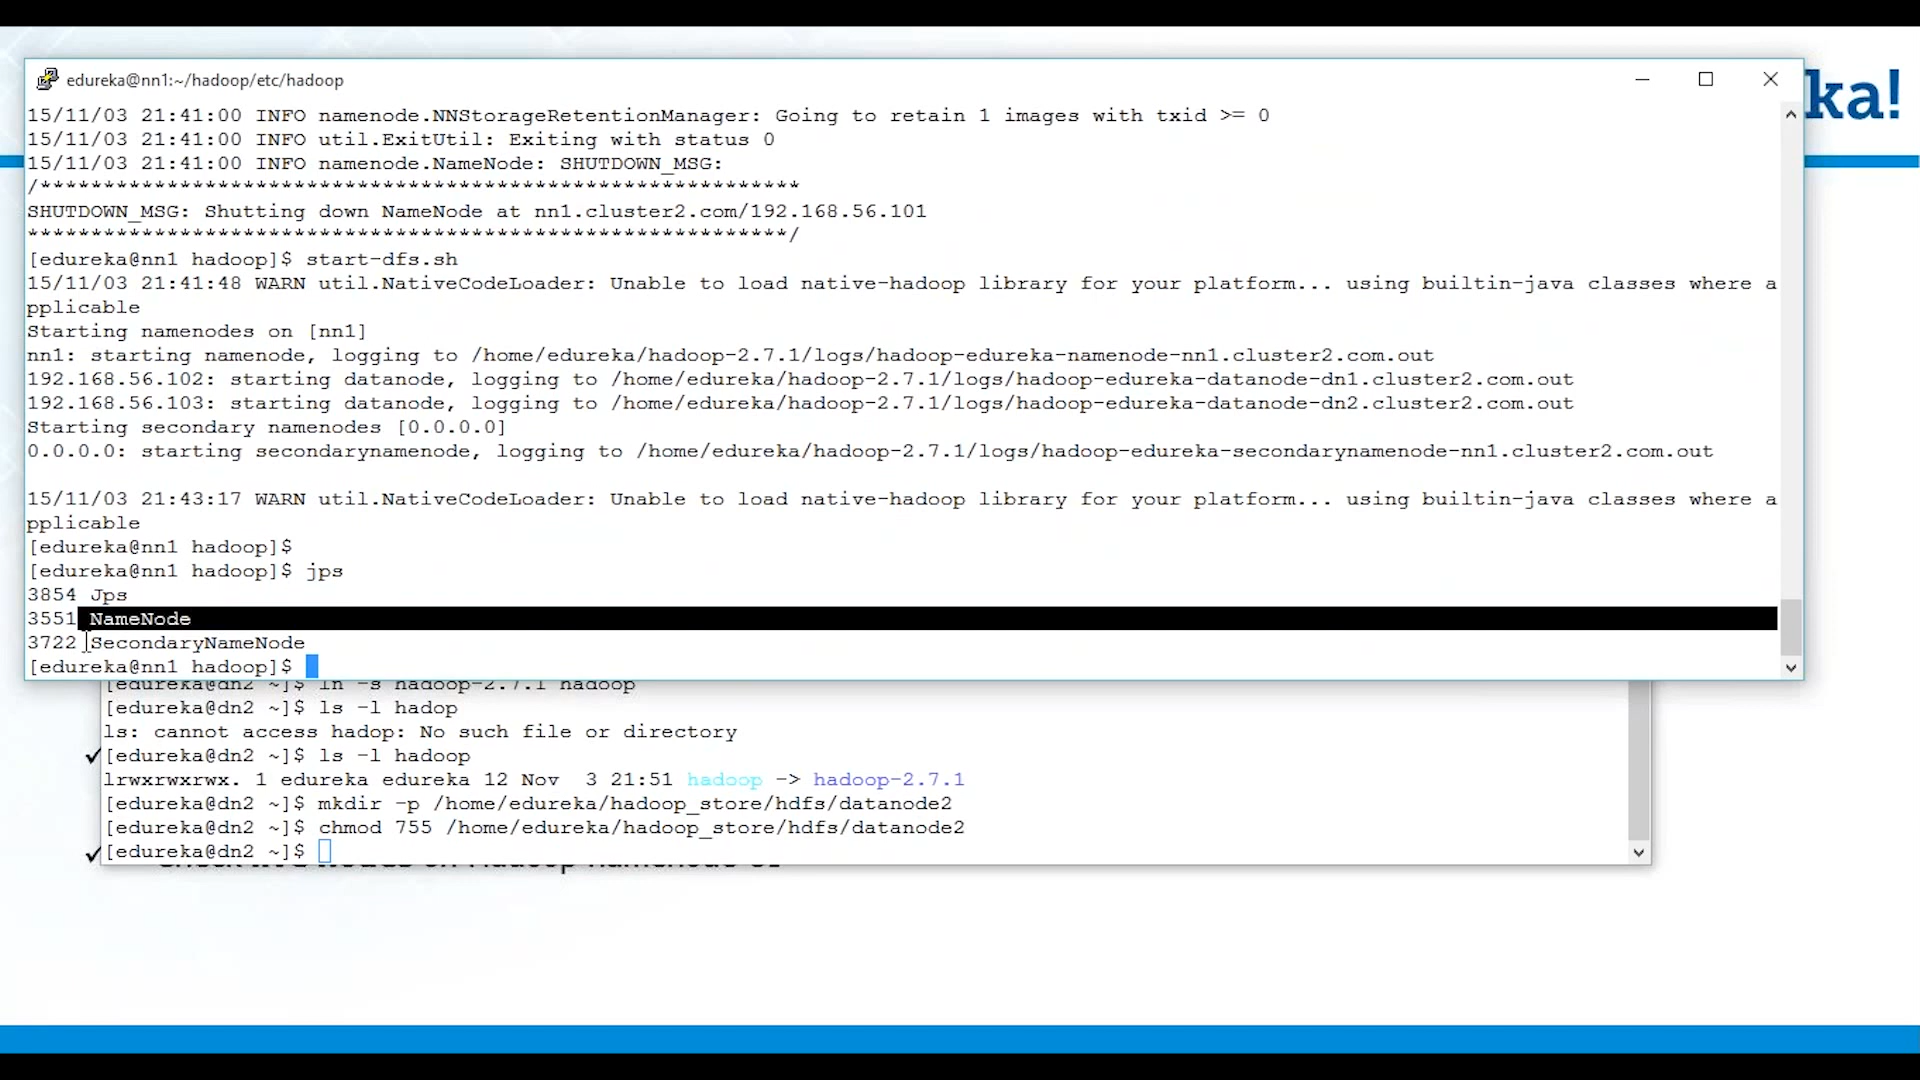 edureka@nn1:~/hadoop/etc/hadoop
ka!
15/11/03 21:41:00 INFO namenode.NNStorageRetentionManager: Going to retain 1 images with txid >= 0
15/11/03 21:41:00 INFO util.ExitUtil: Exiting with status 0
15/11/03 21:41:00 INFO namenode.NameNode: SHUTDOWN_MSG:
/************************************************************
SHUTDOWN_MSG: Shutting down NameNode at nn1.cluster2.com/192.168.56.101
************************************************************/
[edureka@nn1 hadoop]$ start-dfs.sh
15/11/03 21:41:48 WARN util.NativeCodeLoader: Unable to load native-hadoop library for your platform... using builtin-java classes where a
pplicable
Starting namenodes on [nn1]
nn1: starting namenode, logging to /home/edureka/hadoop-2.7.1/logs/hadoop-edureka-namenode-nn1.cluster2.com.out
192.168.56.102: starting datanode, logging to /home/edureka/hadoop-2.7.1/logs/hadoop-edureka-datanode-dn1.cluster2.com.out
192.168.56.103: starting datanode, logging to /home/edureka/hadoop-2.7.1/logs/hadoop-edureka-datanode-dn2.cluster2.com.out
Starting secondary namenodes [0.0.0.0]
0.0.0.0: starting secondarynamenode, logging to /home/edureka/hadoop-2.7.1/logs/hadoop-edureka-secondarynamenode-nn1.cluster2.com.out
15/11/03 21:43:17 WARN util.NativeCodeLoader: Unable to load native-hadoop library for your platform... using builtin-java classes where a
pplicable
[edureka@nn1 hadoop]$
[edureka@nn1 hadoop]$ jps
3854 Jps
3551 NameNode
3722 SecondaryNameNode
[edureka@nn1 hadoop]$
[edureka@dn2 ~]$ ln -s hadoop-2.7.1 hadoop
[edureka@dn2 ~]$ ls -l hadop
ls: cannot access hadop: No such file or directory
[edureka@dn2 ~]$ ls -l hadoop
lrwxrwxrwx. 1 edureka edureka 12 Nov  3 21:51 hadoop -> hadoop-2.7.1
[edureka@dn2 ~]$ mkdir -p /home/edureka/hadoop_store/hdfs/datanode2
[edureka@dn2 ~]$ chmod 755 /home/edureka/hadoop_store/hdfs/datanode2
[edureka@dn2 ~]$